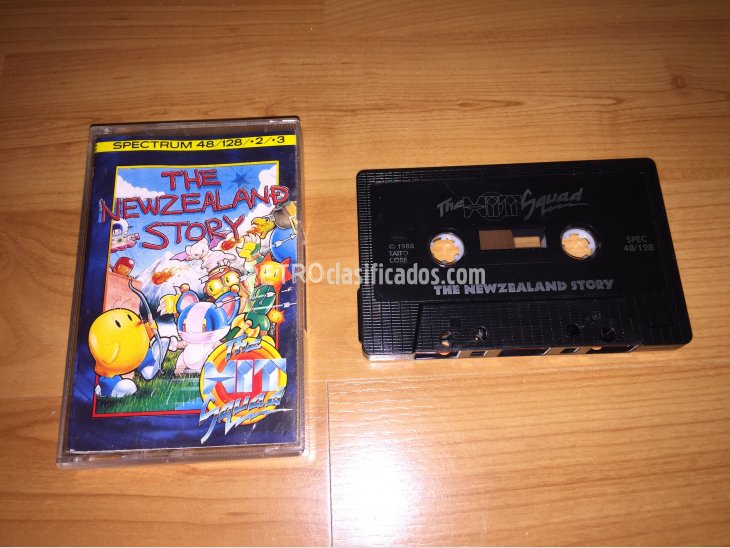 SPECTRUM 48/128/+2/+3
THE
NEWZEALAND
STORY
The
HIT
Squad
The HIT Squad
© 1988
TAITO
CORP
SPEC
48/128
THE NEWZEALAND STORY
RETROclasificados.com